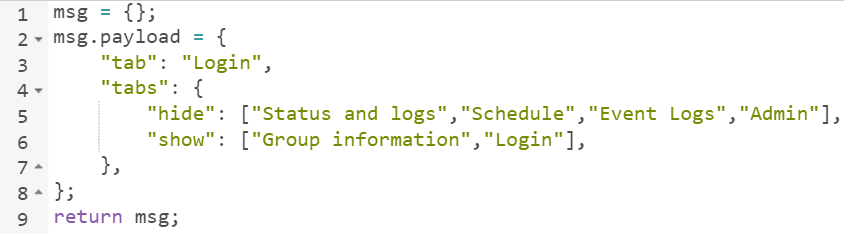 1 msg = {};
2 msg.payload = {
3     "tab": "Login",
4     "tabs": {
5         "hide": ["Status and logs","Schedule","Event Logs","Admin"],
6         "show": ["Group information","Login"],
7     },
8 };
9 return msg;